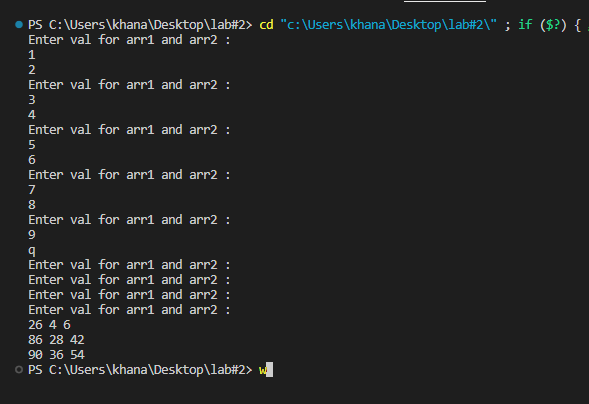 PS C:\Users\khana\Desktop\lab#2> cd "c:\Users\khana\Desktop\lab#2\" ; if ($?) {
Enter val for arr1 and arr2 :
1
2
Enter val for arr1 and arr2 :
3
4
Enter val for arr1 and arr2 :
5
6
Enter val for arr1 and arr2 :
7
8
Enter val for arr1 and arr2 :
9
q
Enter val for arr1 and arr2 :
Enter val for arr1 and arr2 :
Enter val for arr1 and arr2 :
Enter val for arr1 and arr2 :
26 4 6
86 28 42
90 36 54
PS C:\Users\khana\Desktop\lab#2> w